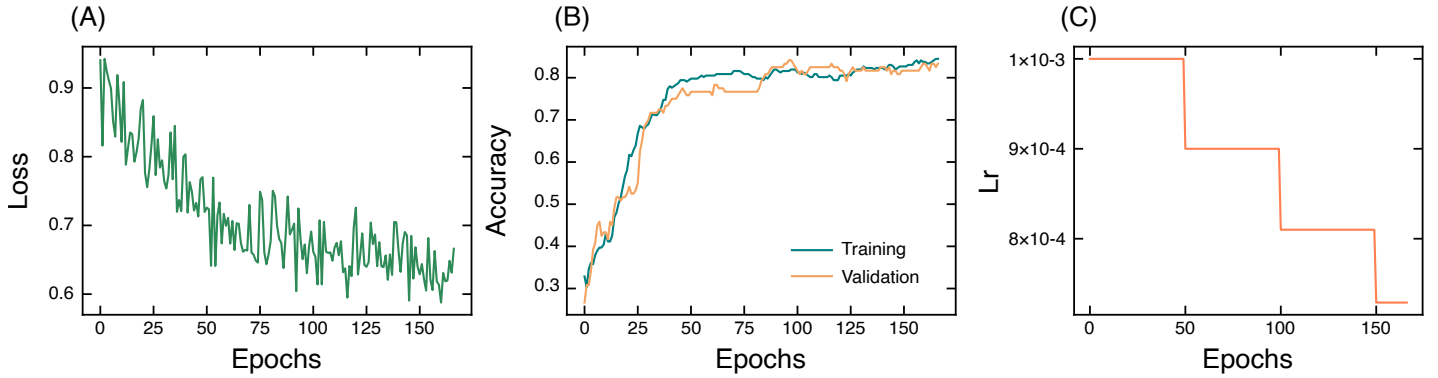 (A)
Loss
0.9
0.8
0.7
0.6
0 25 50 75 100 125 150
Epochs
(B)
Accuracy
0.8
0.7
0.6
0.5
0.4
0.3
Training
Validation
0 25 50 75 100 125 150
Epochs
(C)
Lr
1×10-3
9×10-4
8×10-4
0 50 100 150
Epochs